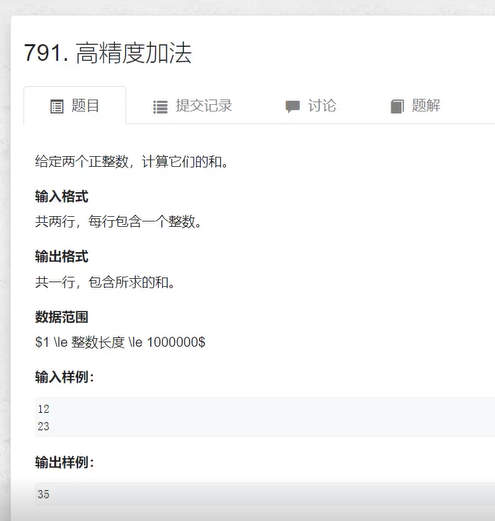 791. 高精度加法
题目 提交记录 讨论 题解
给定两个正整数，计算它们的和。
输入格式
共两行，每行包含一个整数。
输出格式
共一行，包含所求的和。
数据范围
$1 \le 整数长度 \le 1000000$
输入样例：
12
23
输出样例：
35